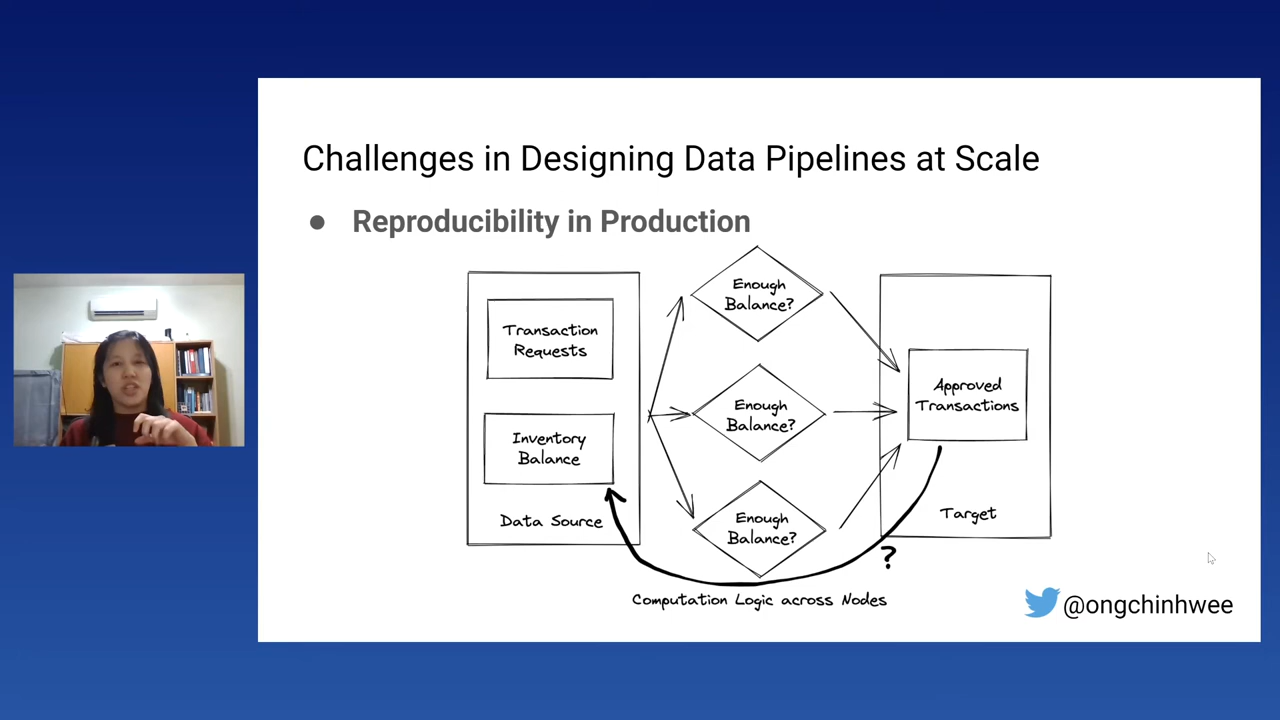 Challenges in Designing Data Pipelines at Scale
● Reproducibility in Production
Transaction
Requests
Inventory
Balance
Data Source
Enough
Balance?
Enough
Balance?
Enough
Balance?
Approved
Transactions
Target
?
Computation Logic across Nodes
@ongchinhwee